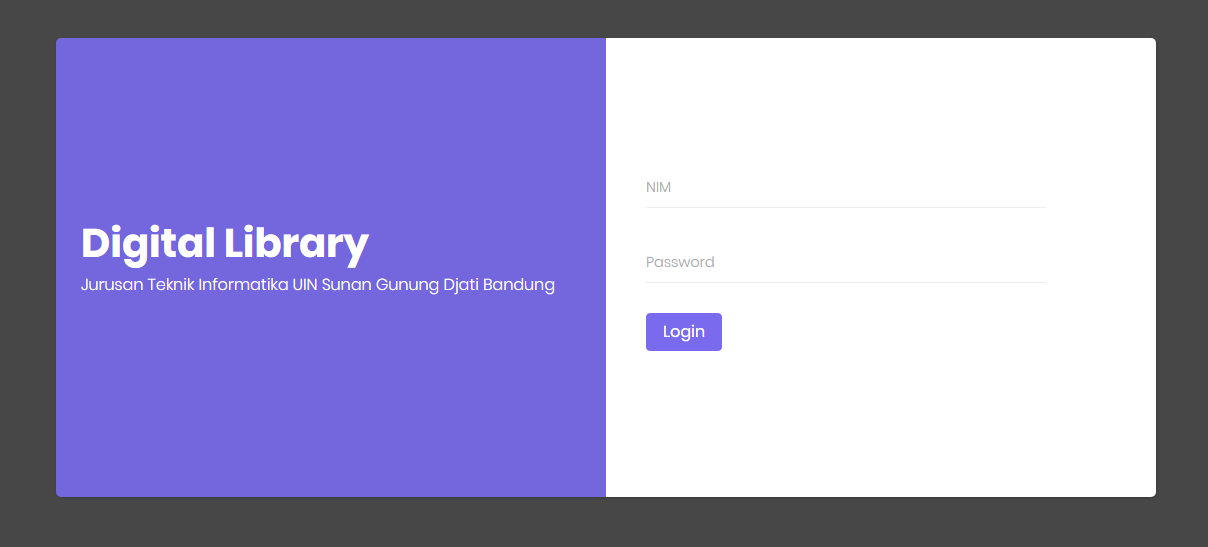 Digital Library
Jurusan Teknik Informatika UIN Sunan Gunung Djati Bandung
NIM
Password
Login